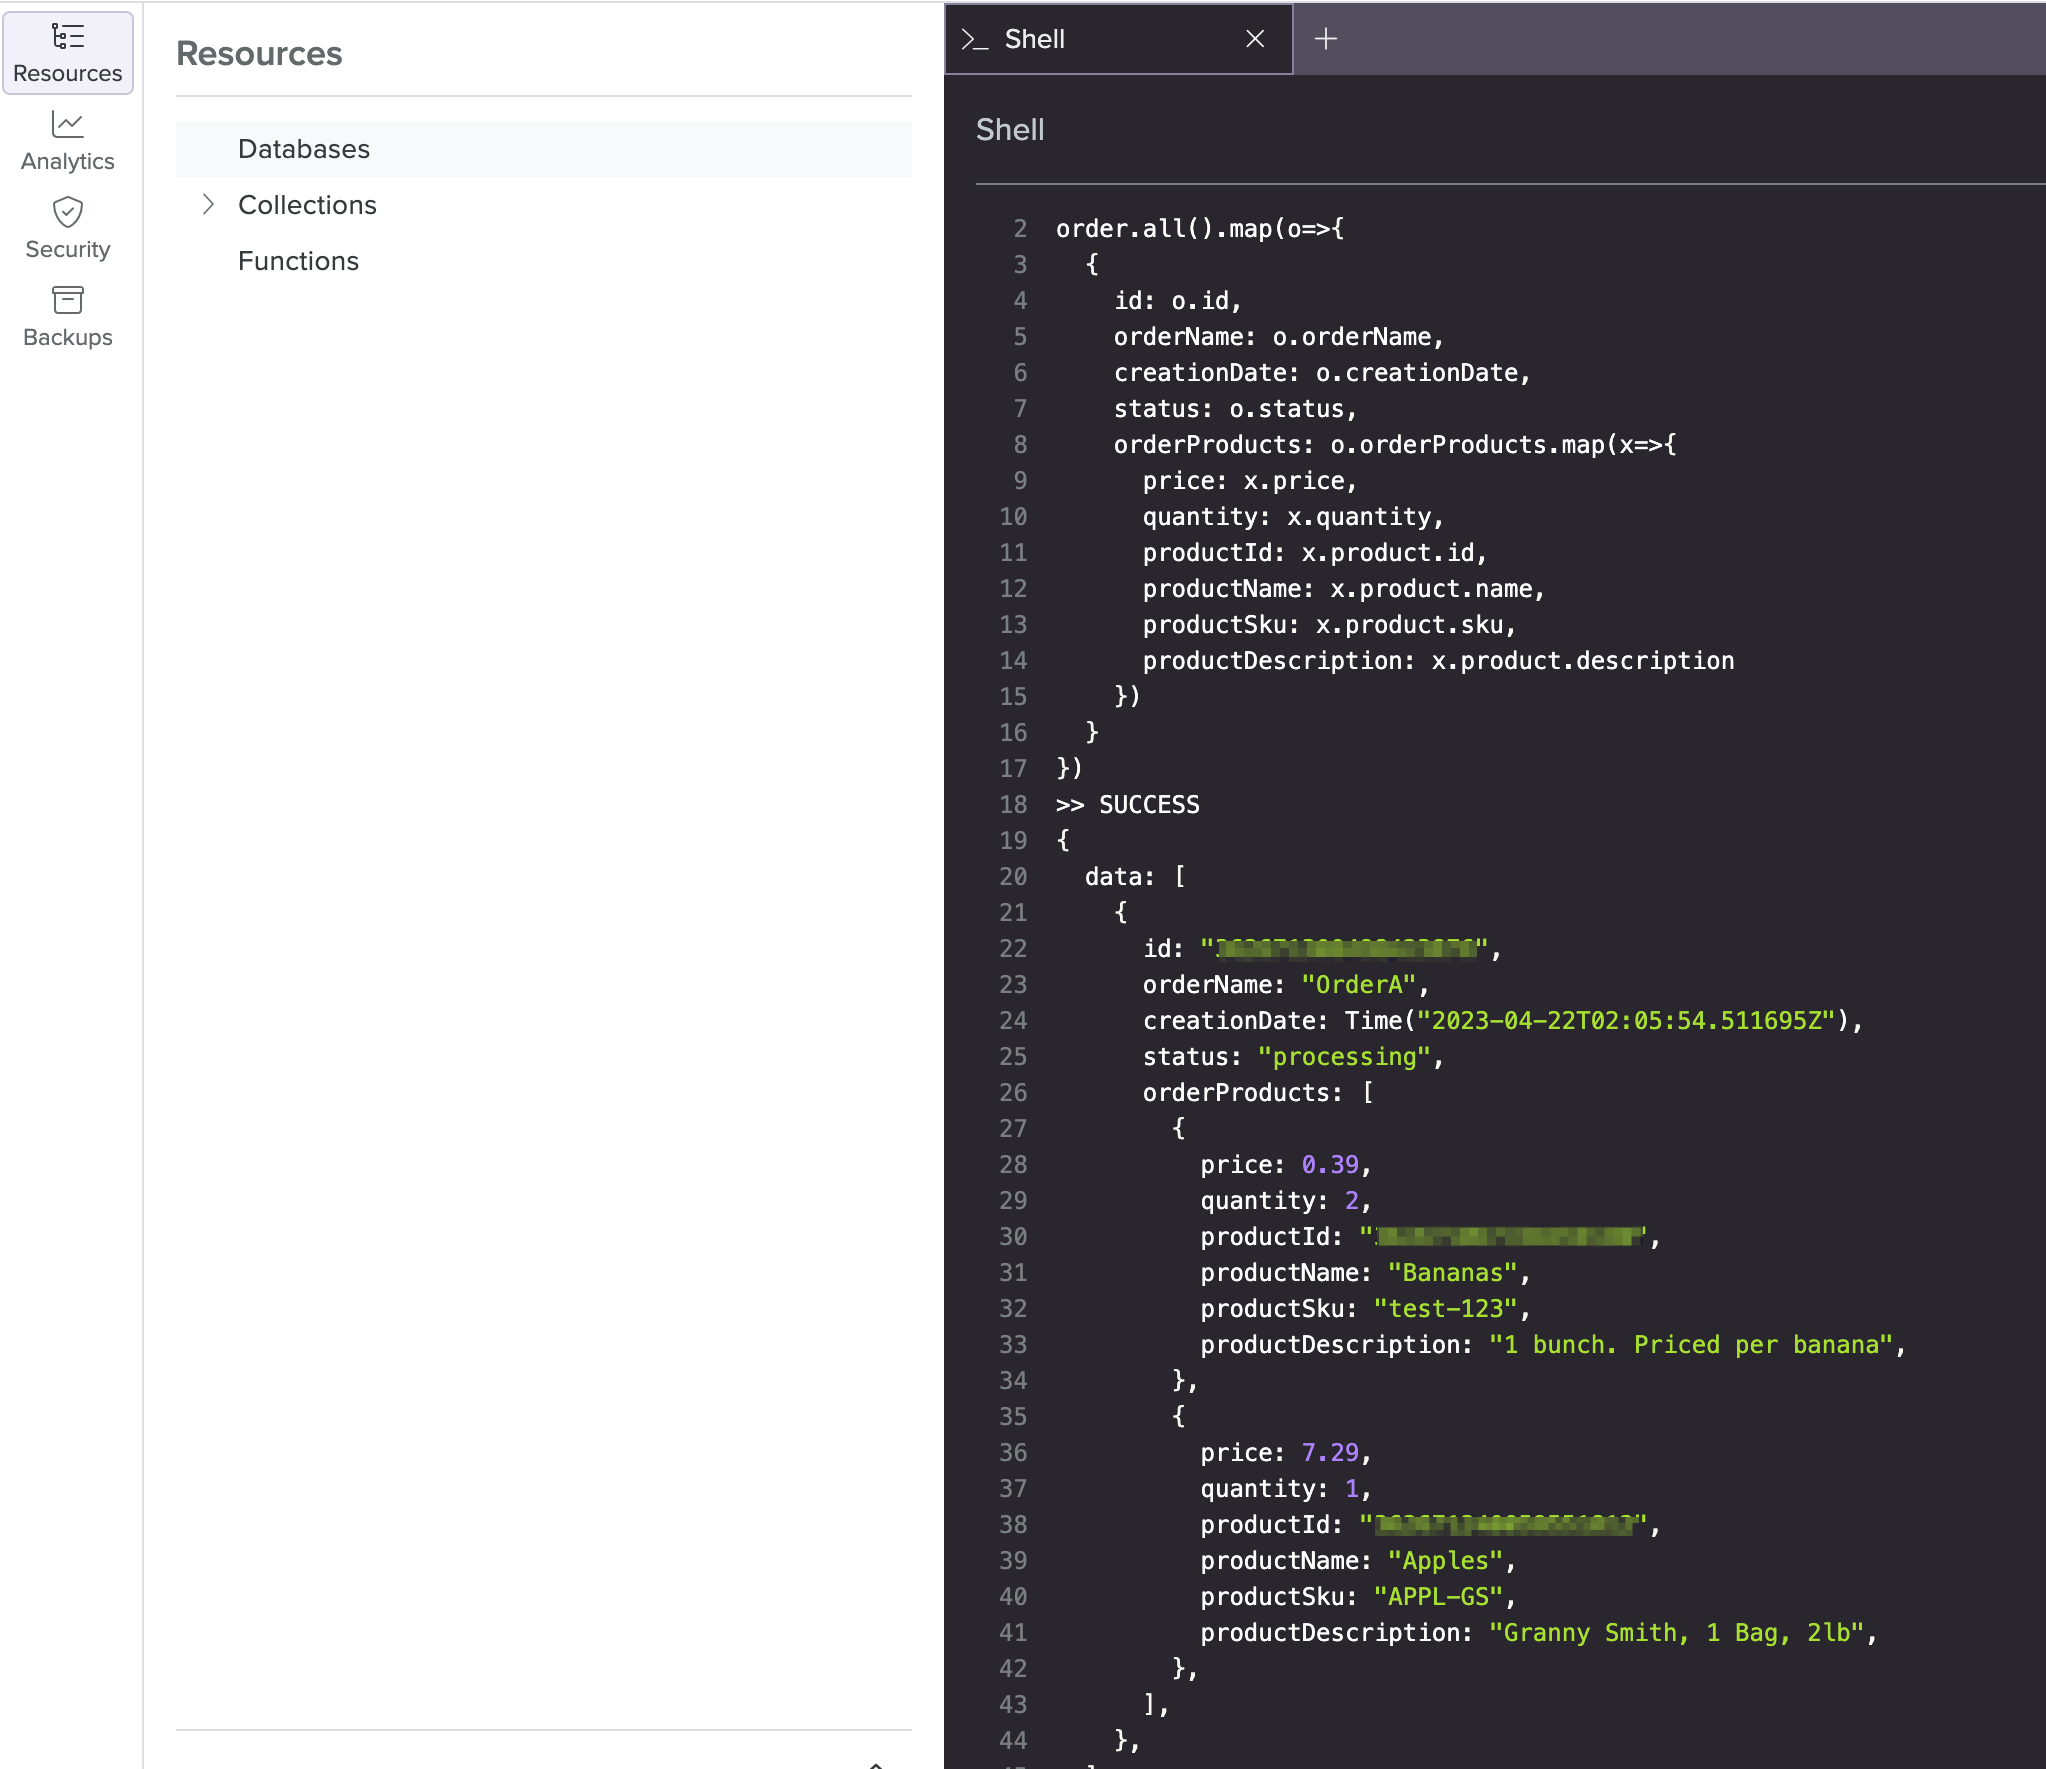 Resources
Analytics
Security
Backups
Resources
Databases
Collections
Functions
>_ Shell
Shell
2 order.all().map(o=>{
3 {
4 id: o.id,
5 orderName: o.orderName,
6 creationDate: o.creationDate,
7 status: o.status,
8 orderProducts: o.orderProducts.map(x=>{
9 price: x.price,
10 quantity: x.quantity,
11 productId: x.product.id,
12 productName: x.product.name,
13 productSku: x.product.sku,
14 productDescription: x.product.description
15 })
16 }
17 })
18 >> SUCCESS
19 {
20 data: [
21 {
22 id: "",
23 orderName: "OrderA",
24 creationDate: Time("2023-04-22T02:05:54.511695Z"),
25 status: "processing",
26 orderProducts: [
27 {
28 price: 0.39,
29 quantity: 2,
30 productId: "",
31 productName: "Bananas",
32 productSku: "test-123",
33 productDescription: "1 bunch. Priced per banana",
34 },
35 {
36 price: 7.29,
37 quantity: 1,
38 productId: "",
39 productName: "Apples",
40 productSku: "APPL-GS",
41 productDescription: "Granny Smith, 1 Bag, 2lb",
42 },
43 ],
44 },